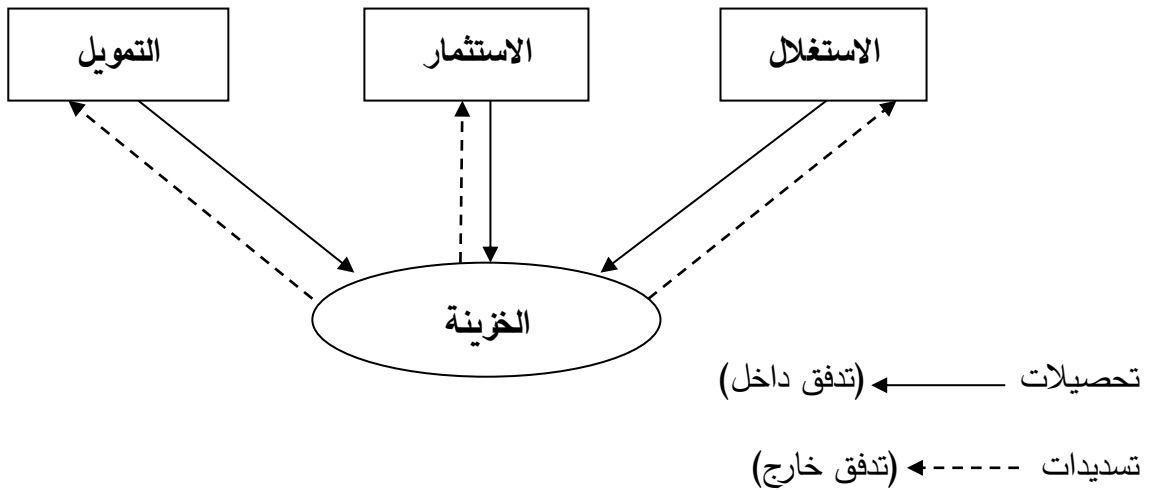 الاستغلال
الاستثمار
التمويل
الخزينة
تحصيلات (تدفق داخل)
تسديدات (تدفق خارج)